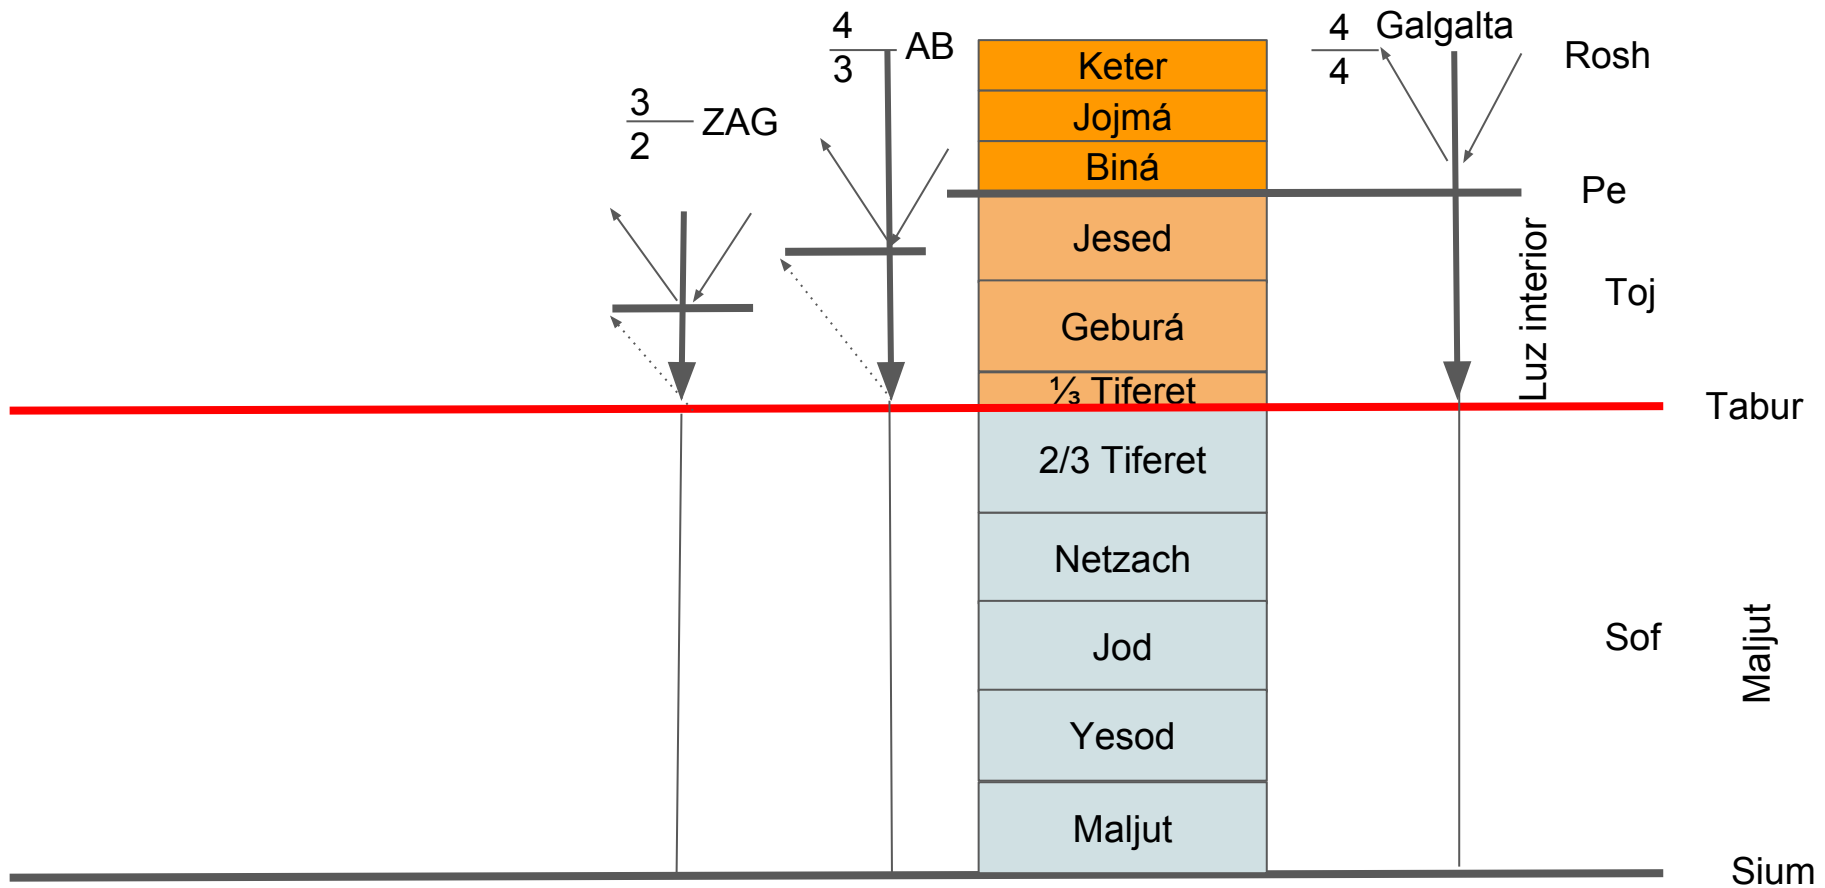 4
3
AB
3
2
ZAG
Keter
Jojmá
Biná
Jesed
Geburá
⅓ Tiferet
2/3 Tiferet
Netzach
Jod
Yesod
Maljut
4
4
Galgalta
Luz interior
Rosh
Pe
Toj
Tabur
Sof
Maljut
Sium